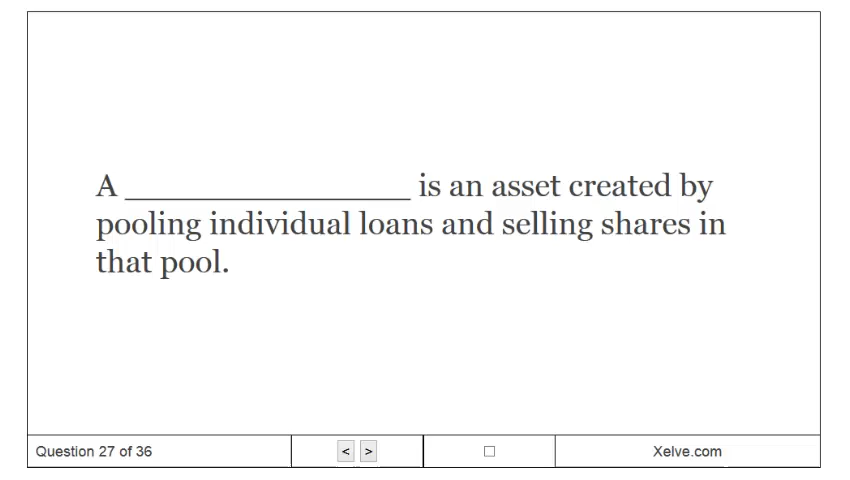 A ___________________ is an asset created by
pooling individual loans and selling shares in
that pool.
Question 27 of 36
< >
Xelve.com